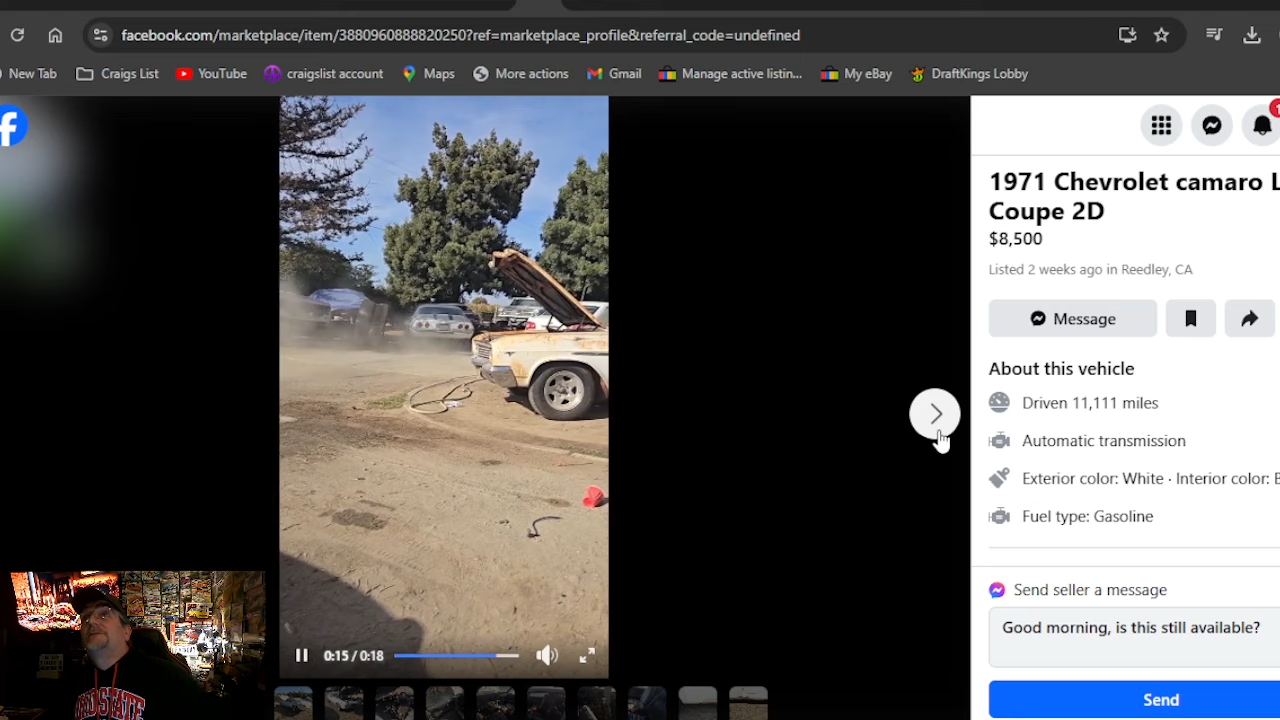 facebook.com/marketplace/item/3880960888820250?ref=marketplace_profile&referral_code=undefined
New Tab Craigs List YouTube craigslist account Maps More actions Gmail Manage active listin... My eBay DraftKings Lobby
1971 Chevrolet camaro L
Coupe 2D
$8,500
Listed 2 weeks ago in Reedley, CA
Message
About this vehicle
Driven 11,111 miles
Automatic transmission
Exterior color: White · Interior color: B
Fuel type: Gasoline
Send seller a message
Good morning, is this still available?
Send
0:15 / 0:18
STATE